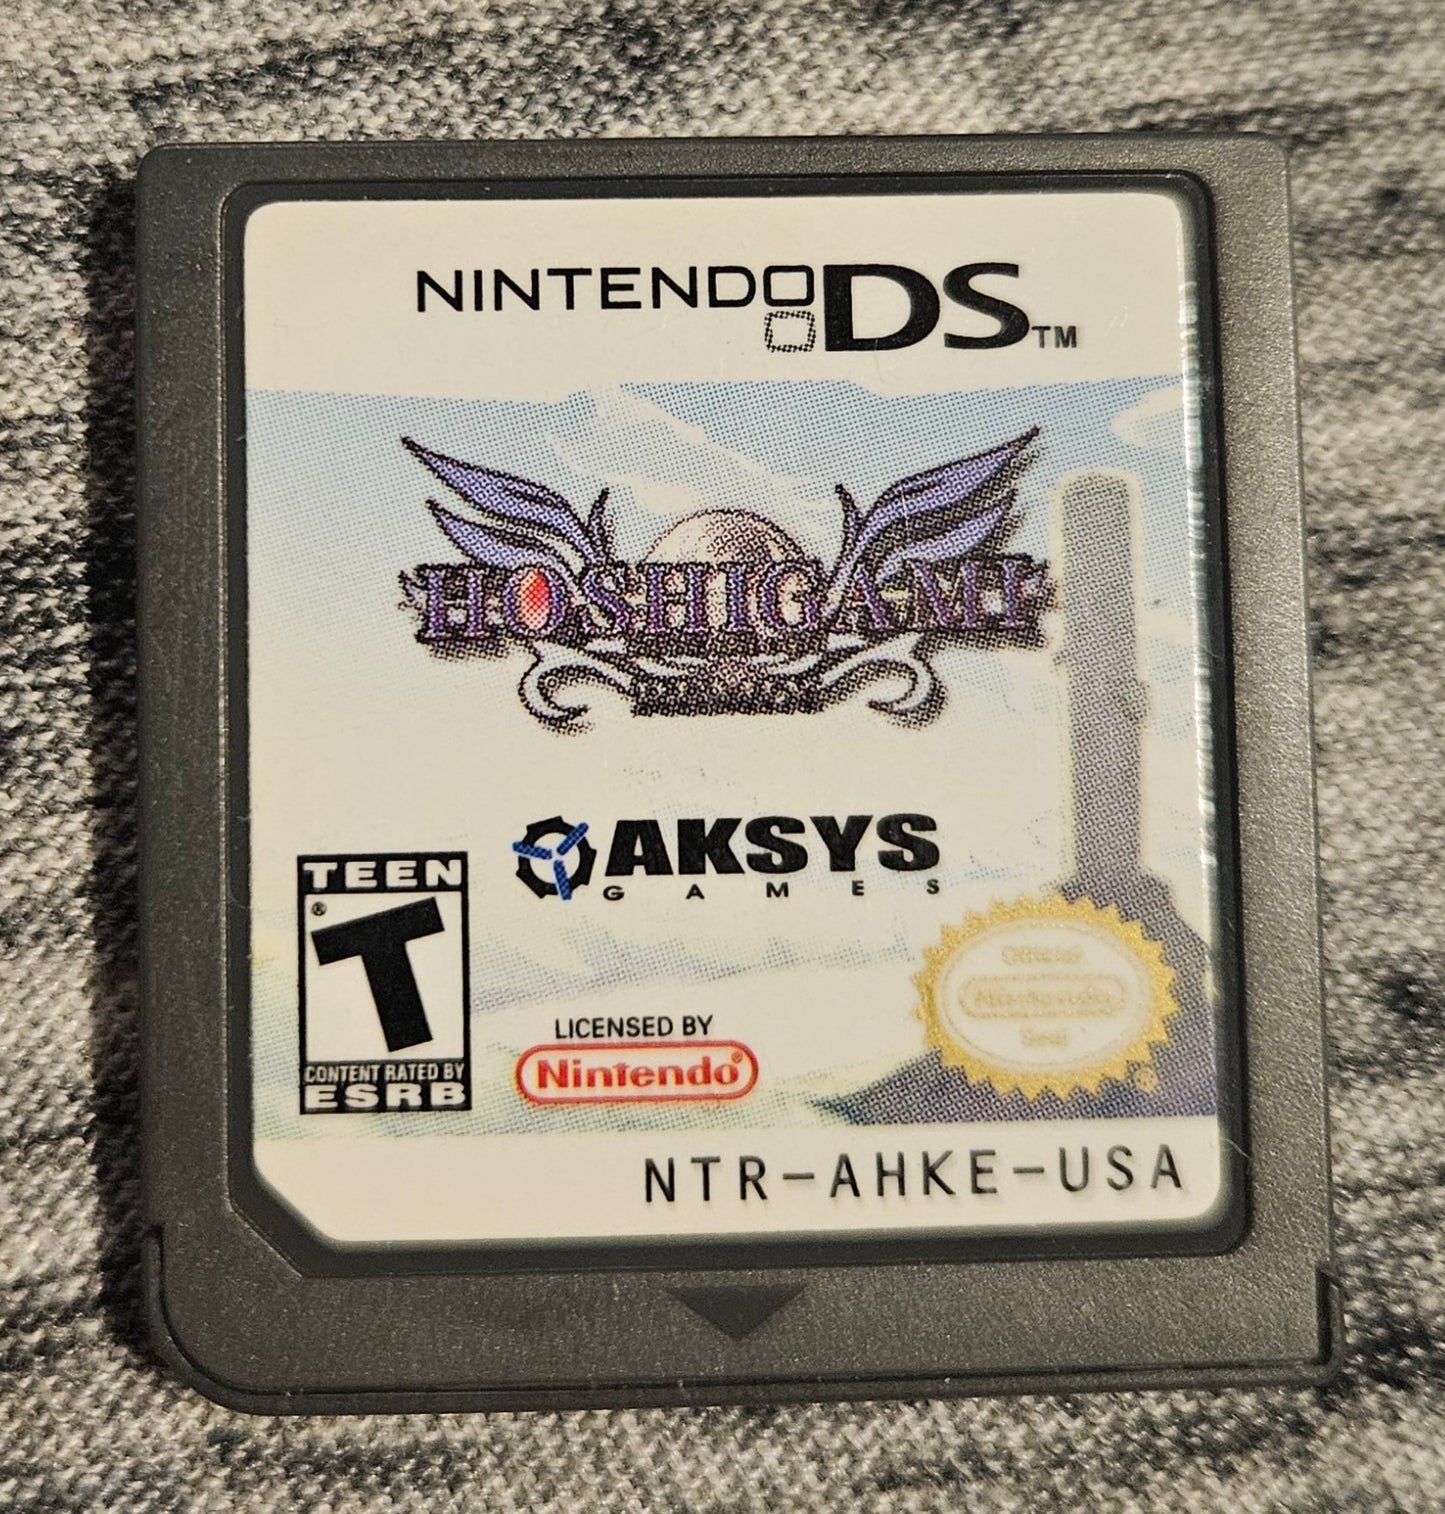 NINTENDO DS™
HOSHIGAMI
AKSYS
GAMES
TEEN
®
T
CONTENT RATED BY
ESRB
LICENSED BY
Nintendo®
Official
Nintendo
Seal
NTR-AHKE-USA